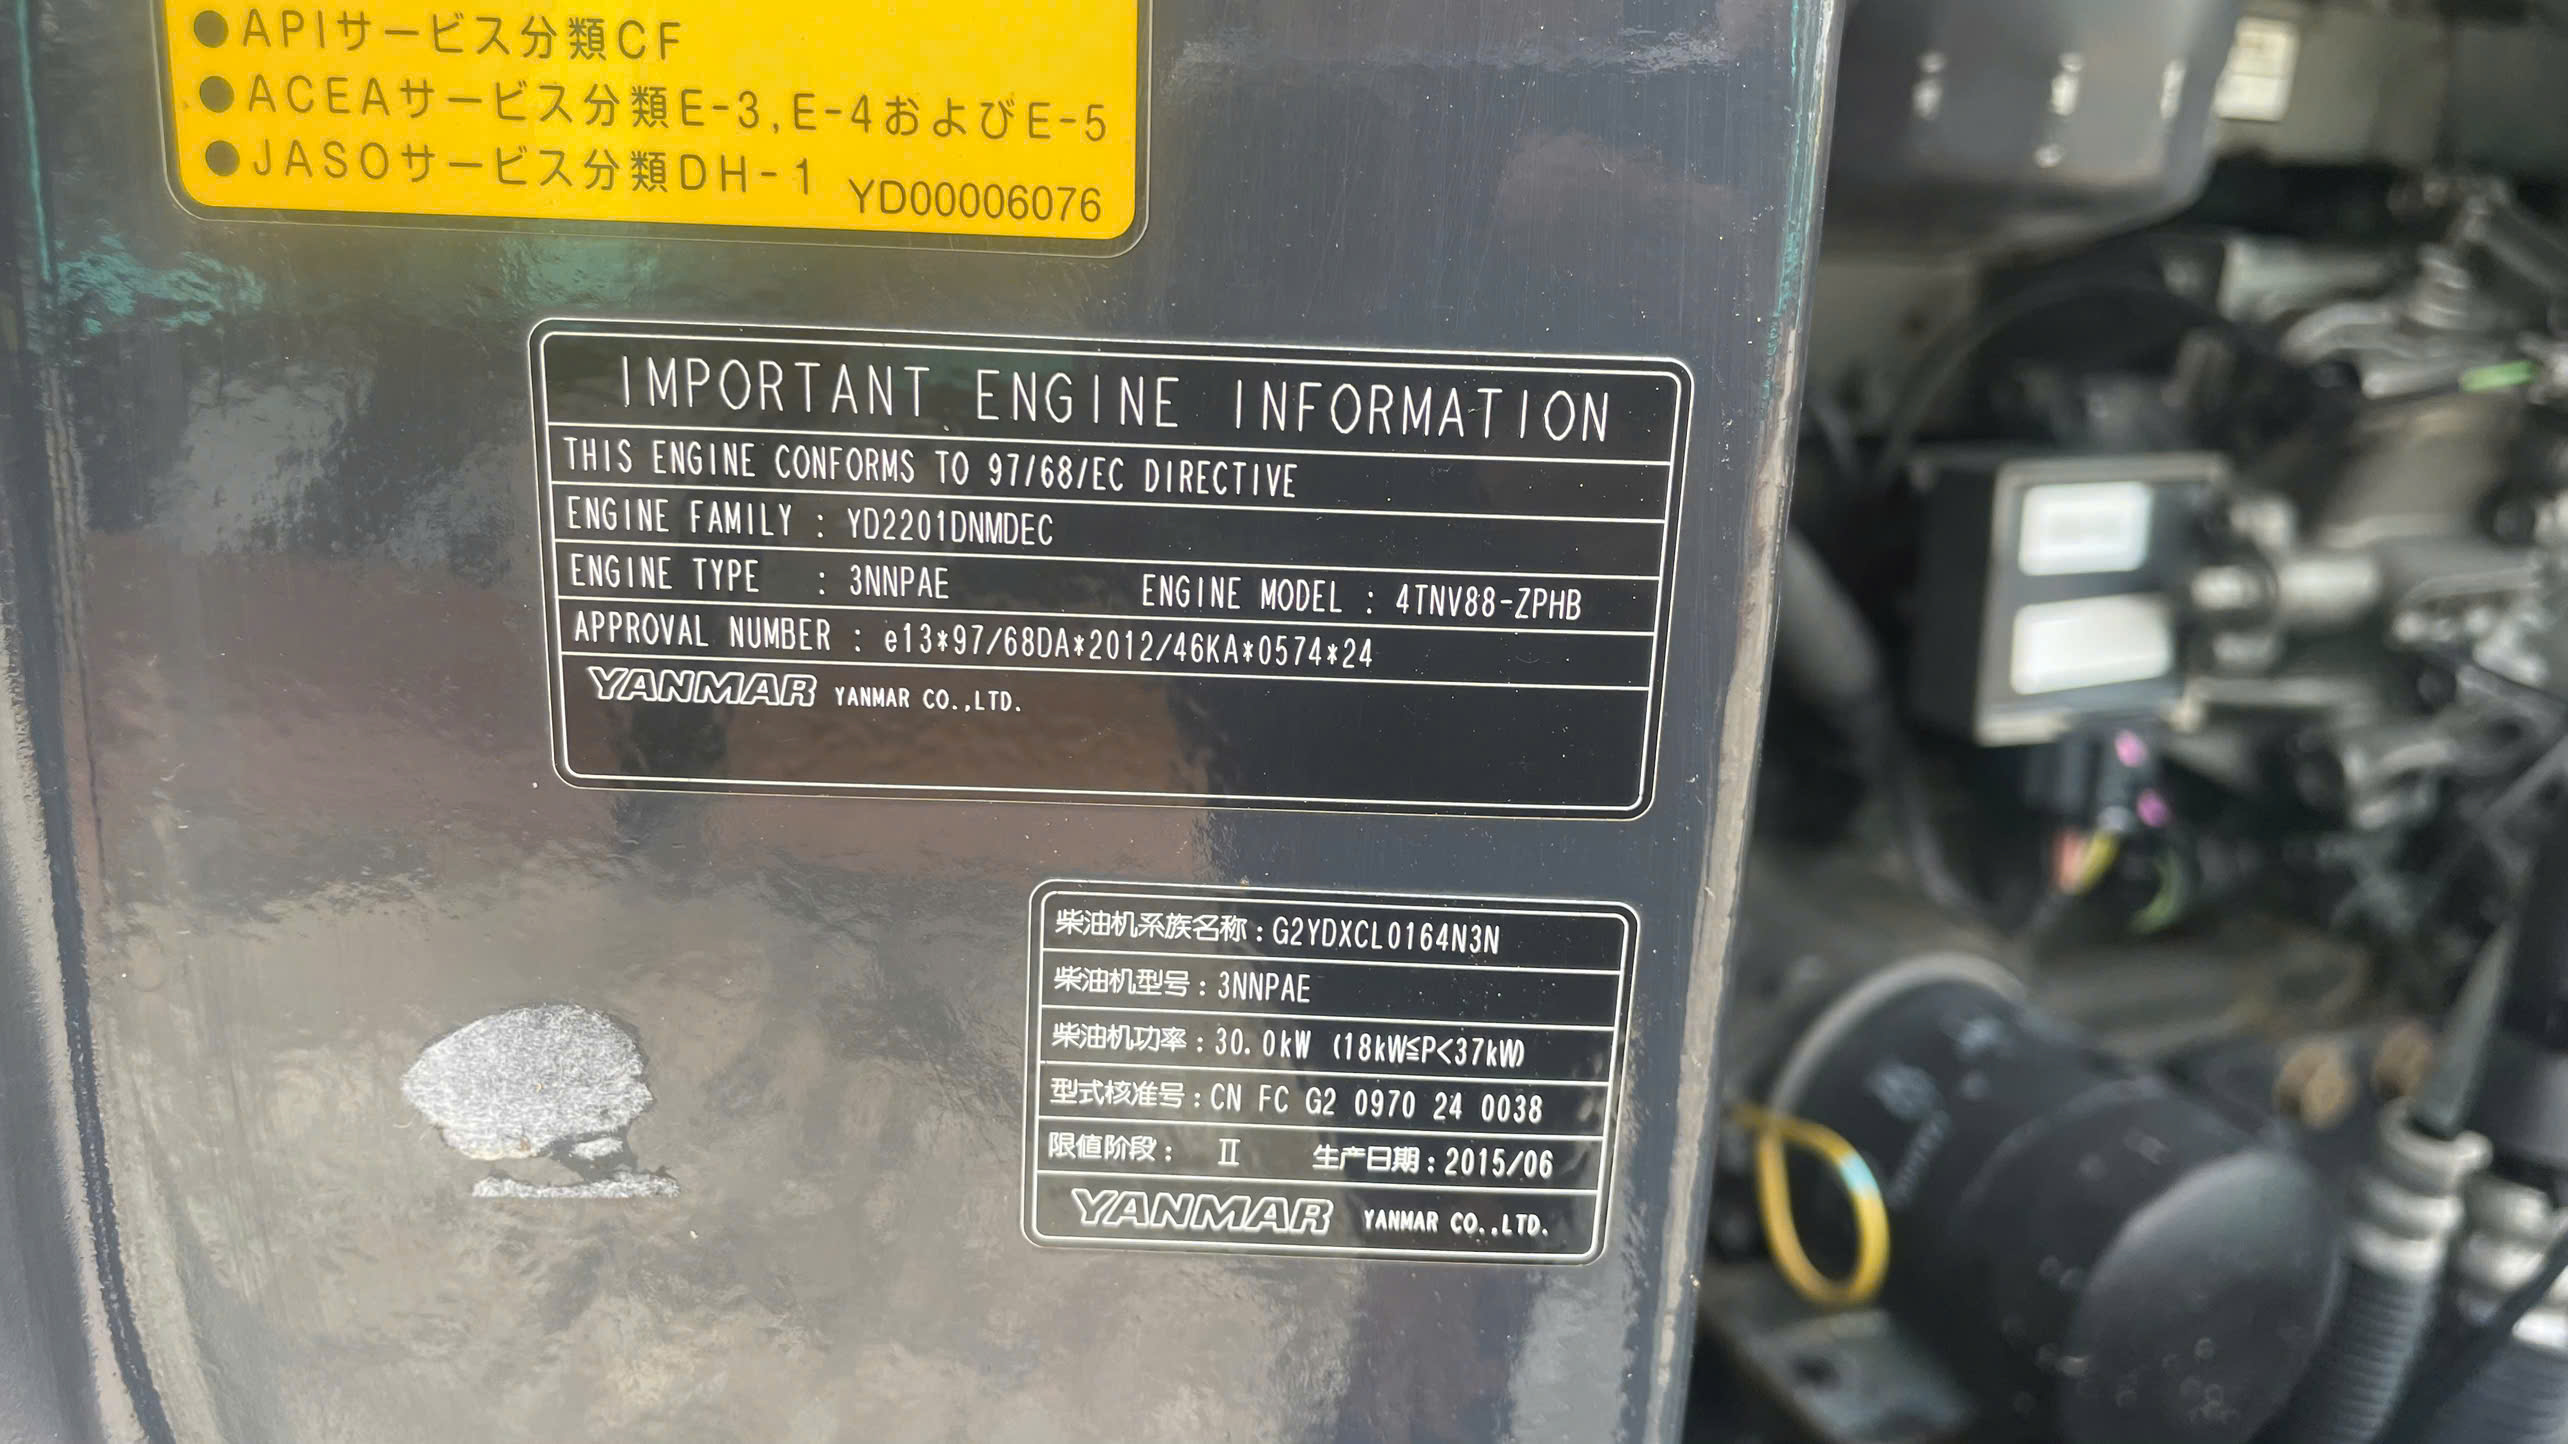 ●APIサービス分類CF
●ACEAサービス分類E-3,E-4およびE-5
●JASOサービス分類DH-1
YD00006076
IMPORTANT ENGINE INFORMATION
THIS ENGINE CONFORMS TO 97/68/EC DIRECTIVE
ENGINE FAMILY : YD2201DNMDEC
ENGINE TYPE : 3NNPAE ENGINE MODEL : 4TNV88-ZPHB
APPROVAL NUMBER : e13*97/68DA*2012/46KA*0574*24
YANMAR YANMAR CO.,LTD.
柴油机系族名称:G2YDXCL0164N3N
柴油机型号:3NNPAE
柴油机功率:30.0kW (18kW≦P<37kW)
型式核准号:CN FC G2 0970 24 0038
限值阶段: Ⅱ 生产日期:2015/06
YANMAR YANMAR CO.,LTD.